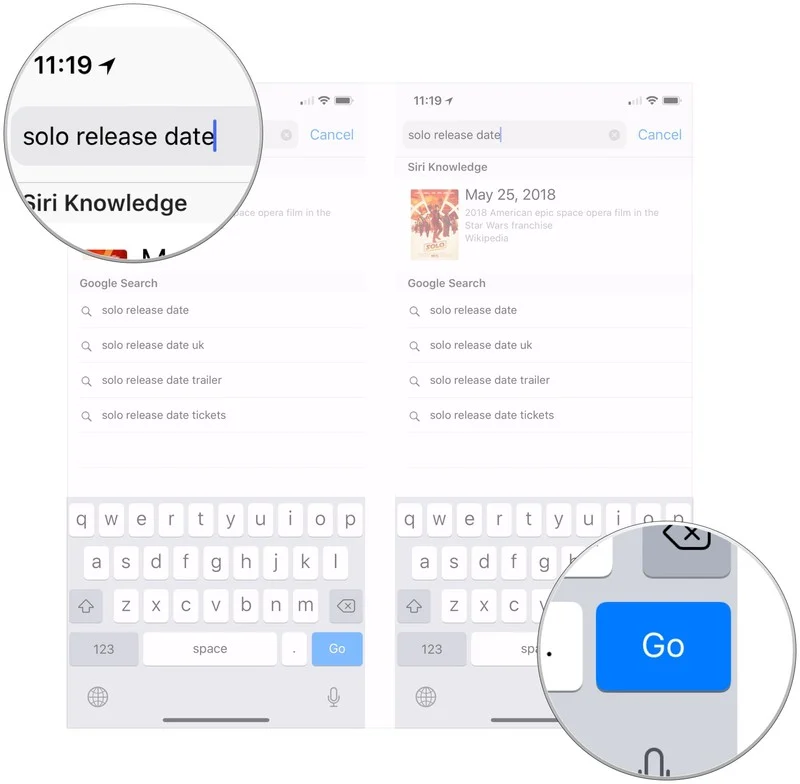 11:19
solo release date
Siri Knowledge
Cancel
space opera film in the
Google Search
solo release date
solo release date uk
solo release date trailer
solo release date tickets
q w e r t y u i o p
a s d f g h j k l
z x c v b n m
123 space . Go
11:19
solo release date Cancel
Siri Knowledge
May 25, 2018
2018 American epic space opera film in the
Star Wars franchise
Wikipedia
SOLO
Google Search
solo release date
solo release date uk
solo release date trailer
solo release date tickets
q w e r t y u i o p
a s d f g
z x c
123
. Go